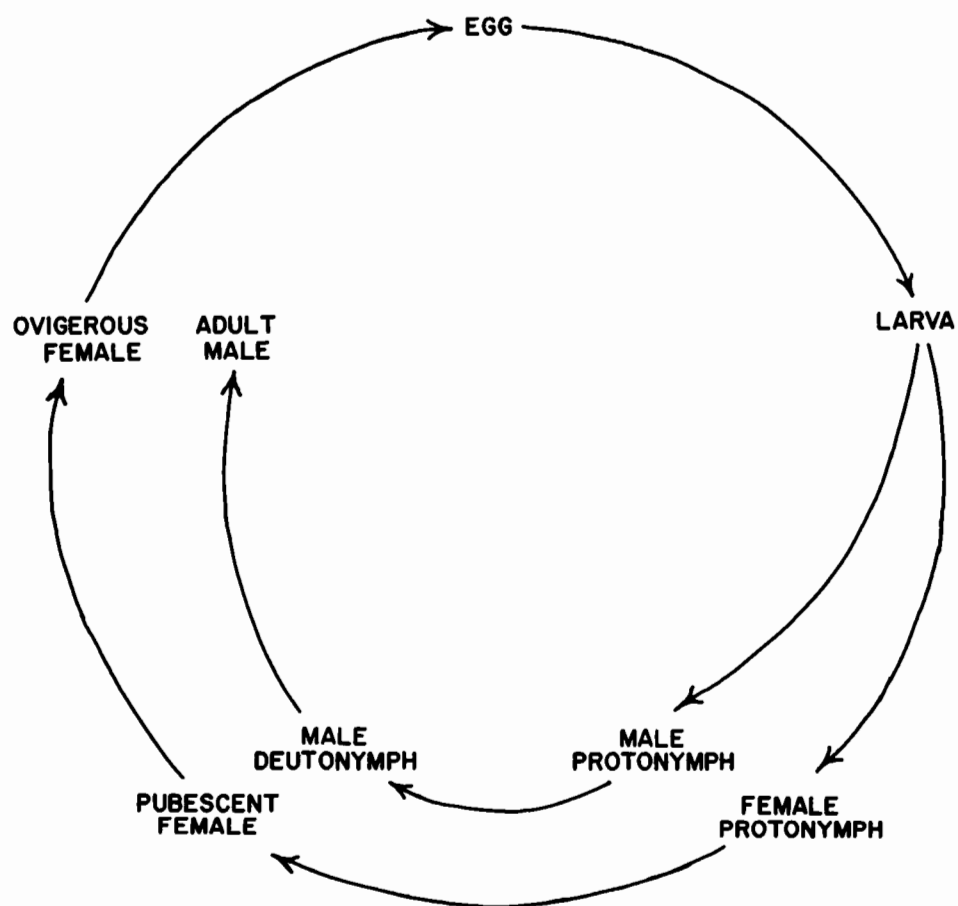 EGG
LARVA
OVIGEROUS
FEMALE
ADULT
MALE
MALE
DEUTONYMPH
MALE
PROTONYMPH
PUBESCENT
FEMALE
FEMALE
PROTONYMPH